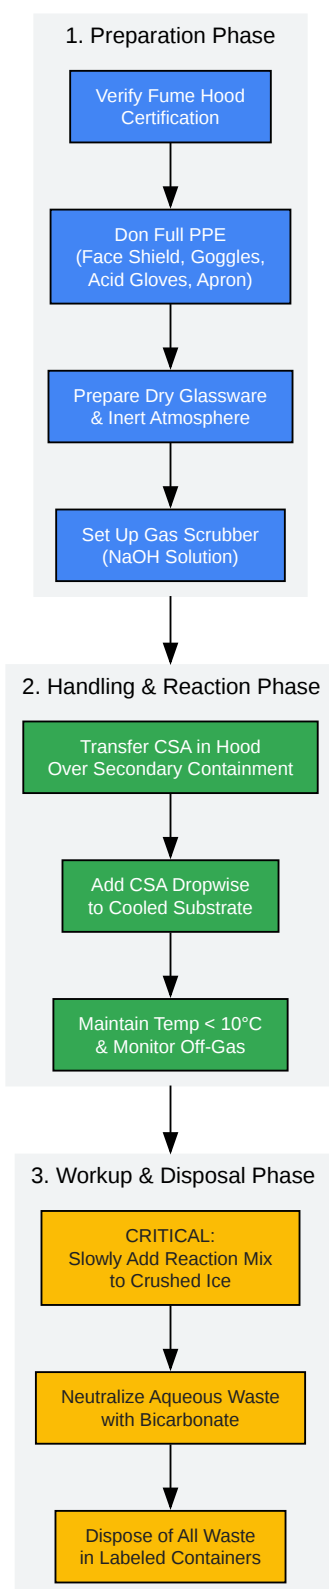 1. Preparation Phase
Verify Fume Hood
Certification
Don Full PPE
(Face Shield, Goggles,
Acid Gloves, Apron)
Prepare Dry Glassware
& Inert Atmosphere
Set Up Gas Scrubber
(NaOH Solution)
2. Handling & Reaction Phase
Transfer CSA in Hood
Over Secondary Containment
Add CSA Dropwise
to Cooled Substrate
Maintain Temp < 10°C
& Monitor Off-Gas
3. Workup & Disposal Phase
CRITICAL:
Slowly Add Reaction Mix
to Crushed Ice
Neutralize Aqueous Waste
with Bicarbonate
Dispose of All Waste
in Labeled Containers